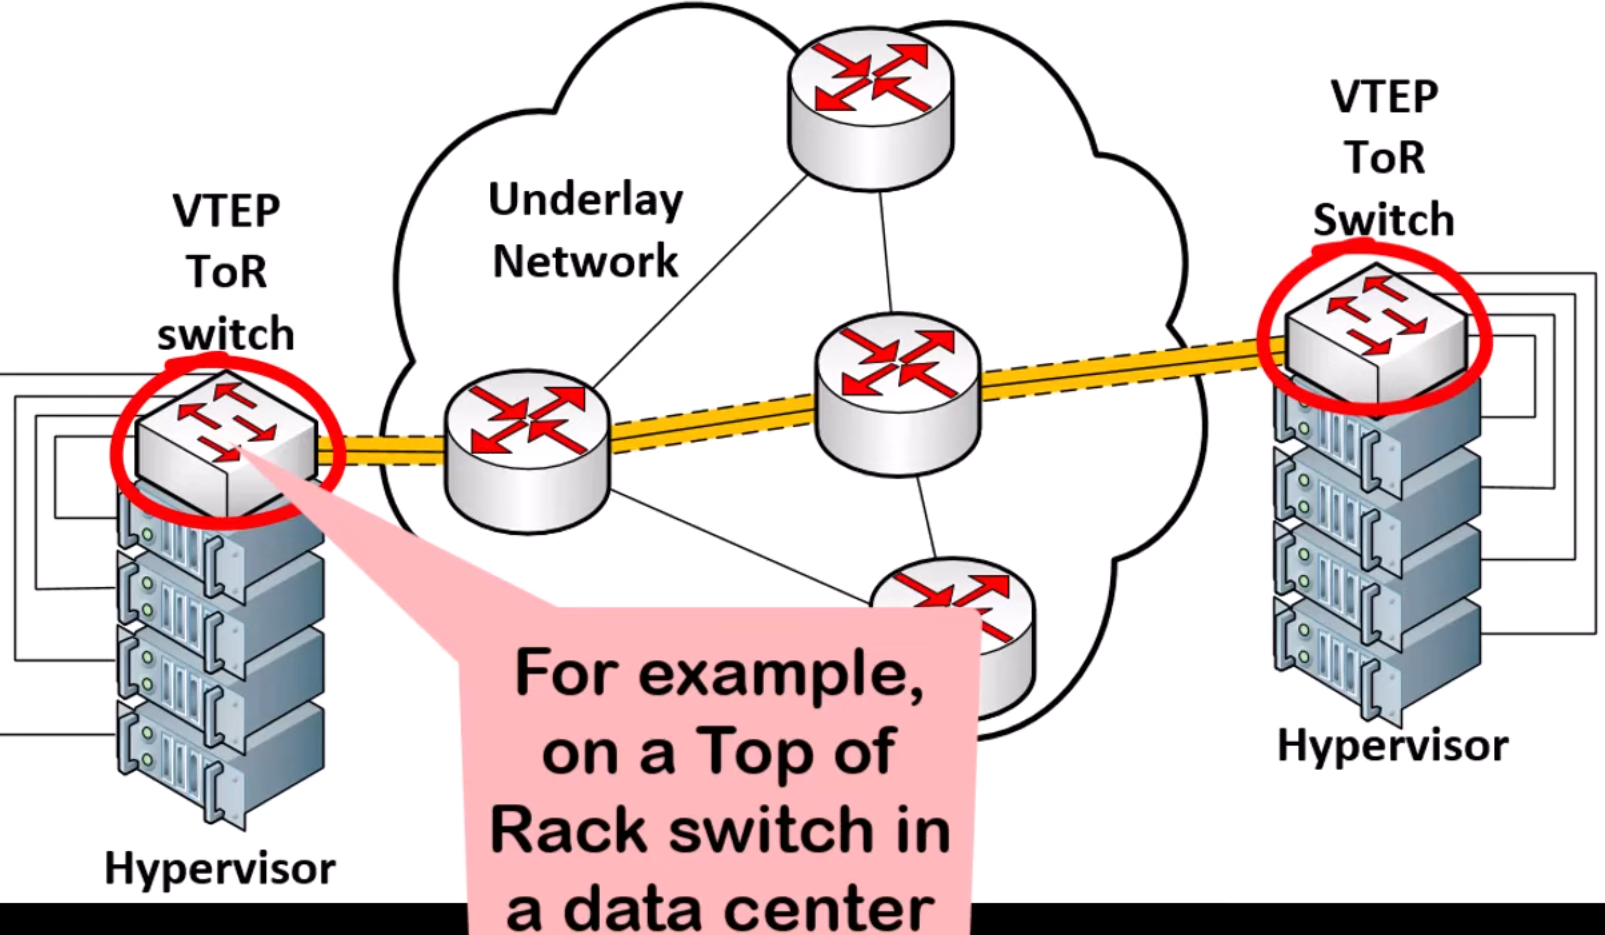 VTEP
ToR
switch
Underlay
Network
VTEP
ToR
Switch
Hypervisor
Hypervisor
For example,
on a Top of
Rack switch in
a data center